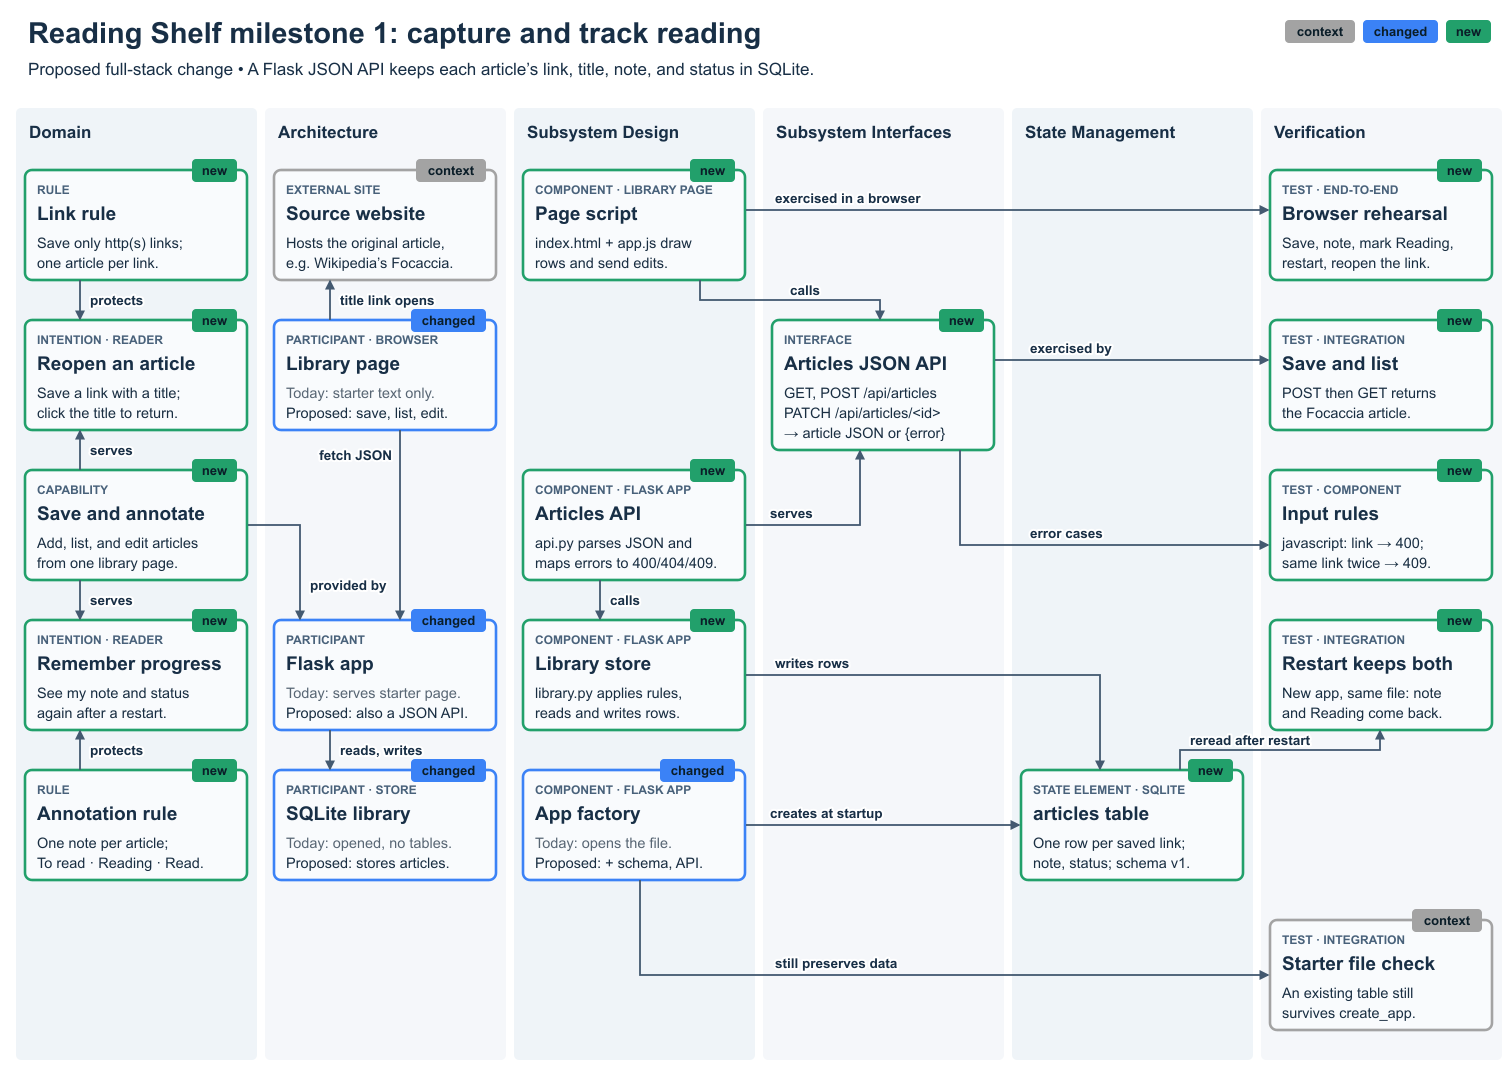 Reading Shelf milestone 1: capture and track reading
context
changed
new
Proposed full-stack change • A Flask JSON API keeps each article’s link, title, note, and status in SQLite.
Domain
new
RULE
Link rule
Save only http(s) links;
one article per link.
protects
new
INTENTION · READER
Reopen an article
Save a link with a title;
click the title to return.
serves
new
CAPABILITY
Save and annotate
Add, list, and edit articles
from one library page.
serves
new
INTENTION · READER
Remember progress
See my note and status
again after a restart.
protects
new
RULE
Annotation rule
One note per article;
To read · Reading · Read.
Architecture
context
EXTERNAL SITE
Source website
Hosts the original article,
e.g. Wikipedia’s Focaccia.
title link opens
changed
PARTICIPANT · BROWSER
Library page
Today: starter text only.
Proposed: save, list, edit.
fetch JSON
provided by
changed
PARTICIPANT
Flask app
Today: serves starter page.
Proposed: also a JSON API.
reads, writes
changed
PARTICIPANT · STORE
SQLite library
Today: opened, no tables.
Proposed: stores articles.
Subsystem Design
new
COMPONENT · LIBRARY PAGE
Page script
index.html + app.js draw
rows and send edits.
exercised in a browser
calls
new
COMPONENT · FLASK APP
Articles API
api.py parses JSON and
maps errors to 400/404/409.
serves
calls
new
COMPONENT · FLASK APP
Library store
library.py applies rules,
reads and writes rows.
writes rows
changed
COMPONENT · FLASK APP
App factory
Today: opens the file.
Proposed: + schema, API.
creates at startup
still preserves data
Subsystem Interfaces
new
INTERFACE
Articles JSON API
GET, POST /api/articles
PATCH /api/articles/<id>
→ article JSON or {error}
exercised by
error cases
State Management
new
STATE ELEMENT · SQLITE
articles table
One row per saved link;
note, status; schema v1.
reread after restart
Verification
new
TEST · END-TO-END
Browser rehearsal
Save, note, mark Reading,
restart, reopen the link.
new
TEST · INTEGRATION
Save and list
POST then GET returns
the Focaccia article.
new
TEST · COMPONENT
Input rules
javascript: link → 400;
same link twice → 409.
new
TEST · INTEGRATION
Restart keeps both
New app, same file: note
and Reading come back.
context
TEST · INTEGRATION
Starter file check
An existing table still
survives create_app.